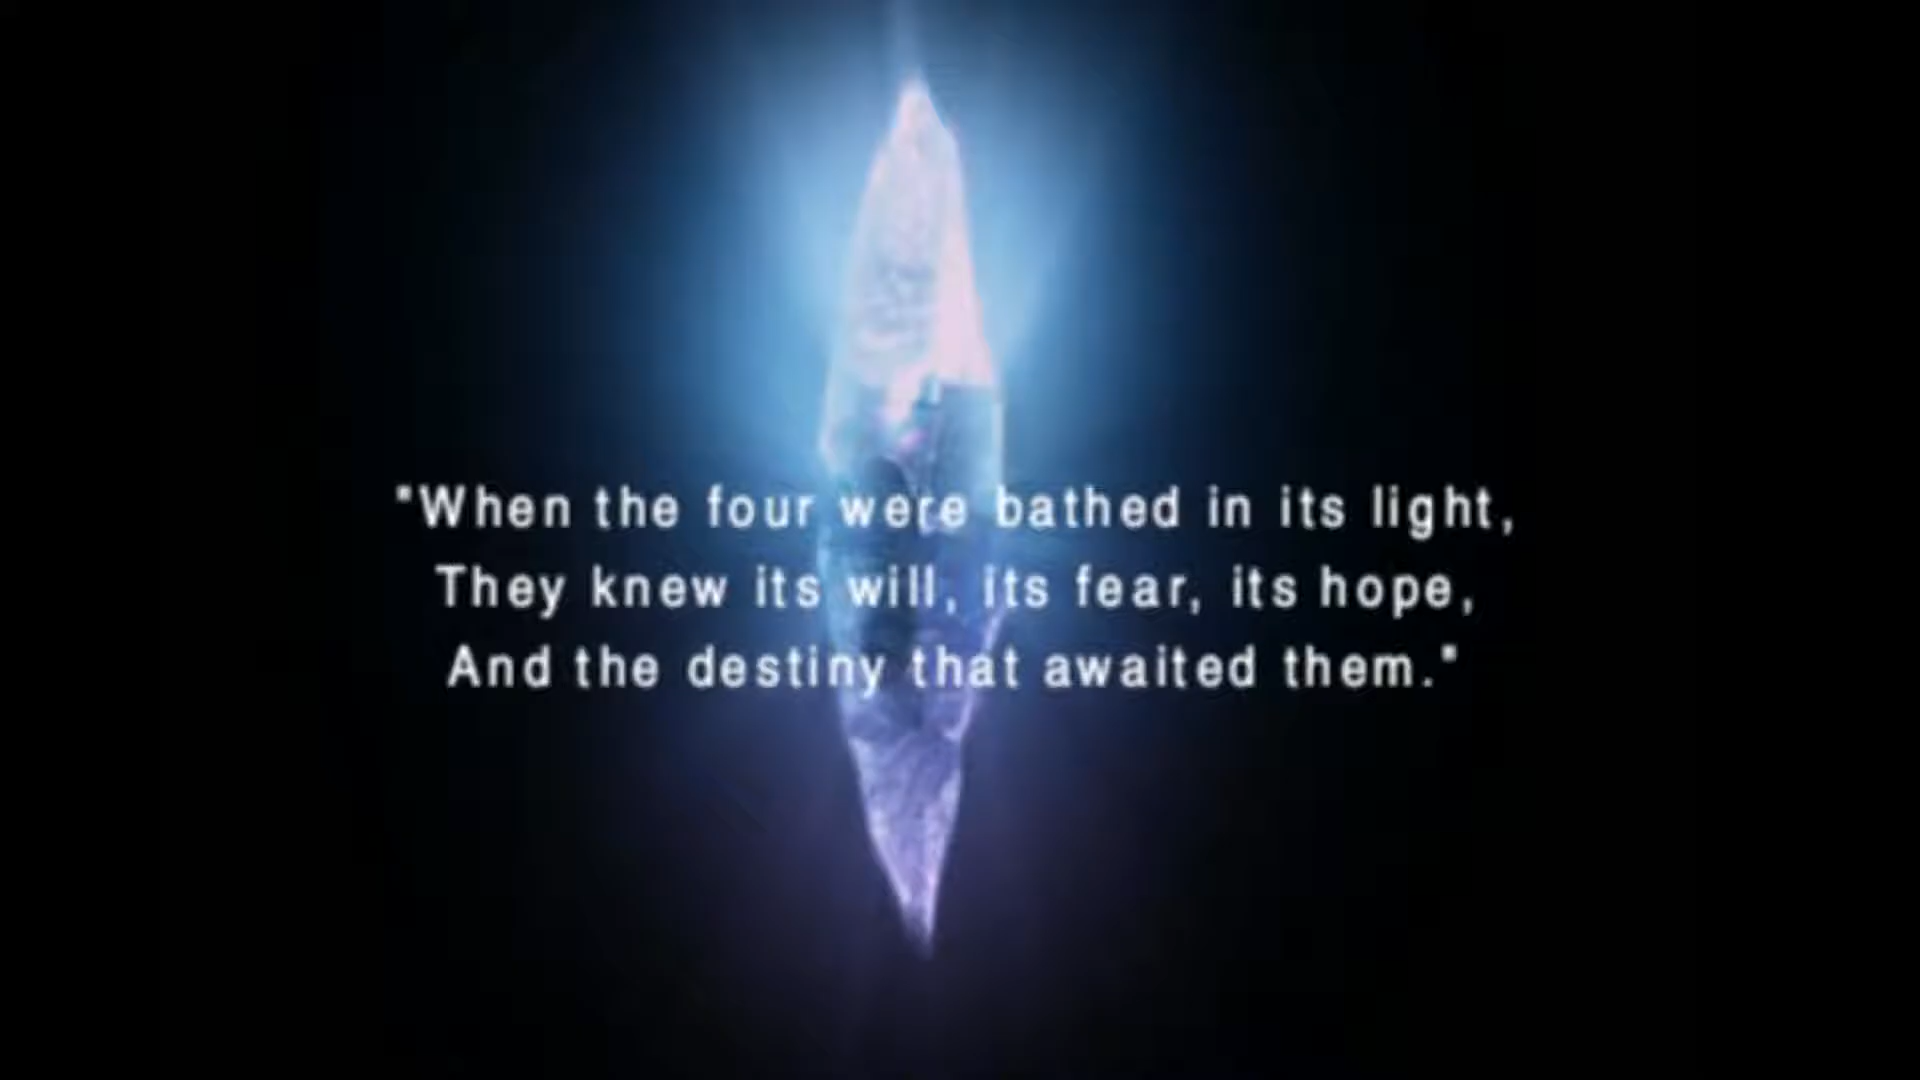 "When the four were bathed in its light,
They knew its will, its fear, its hope,
And the destiny that awaited them."